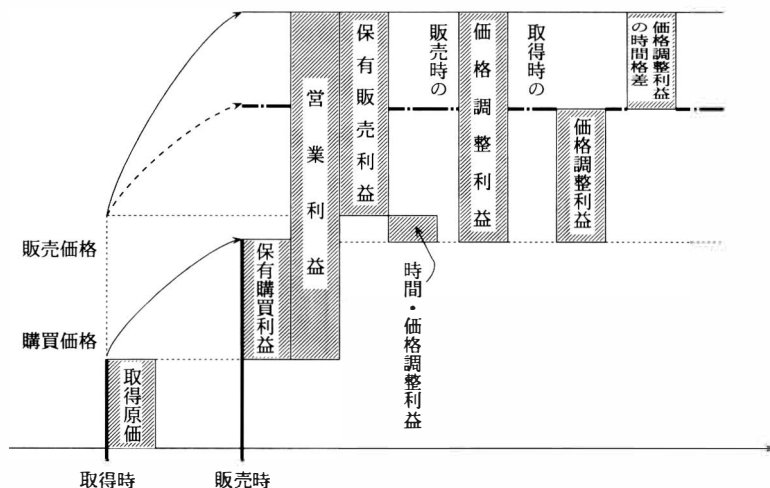 営業利益
保有販売利益
販売時の
価格調整利益
取得時の
価格調整利益
価格調整利益
の時間格差
販売価格
保有購買利益
時間・価格調整利益
購買価格
取得原価
取得時
販売時